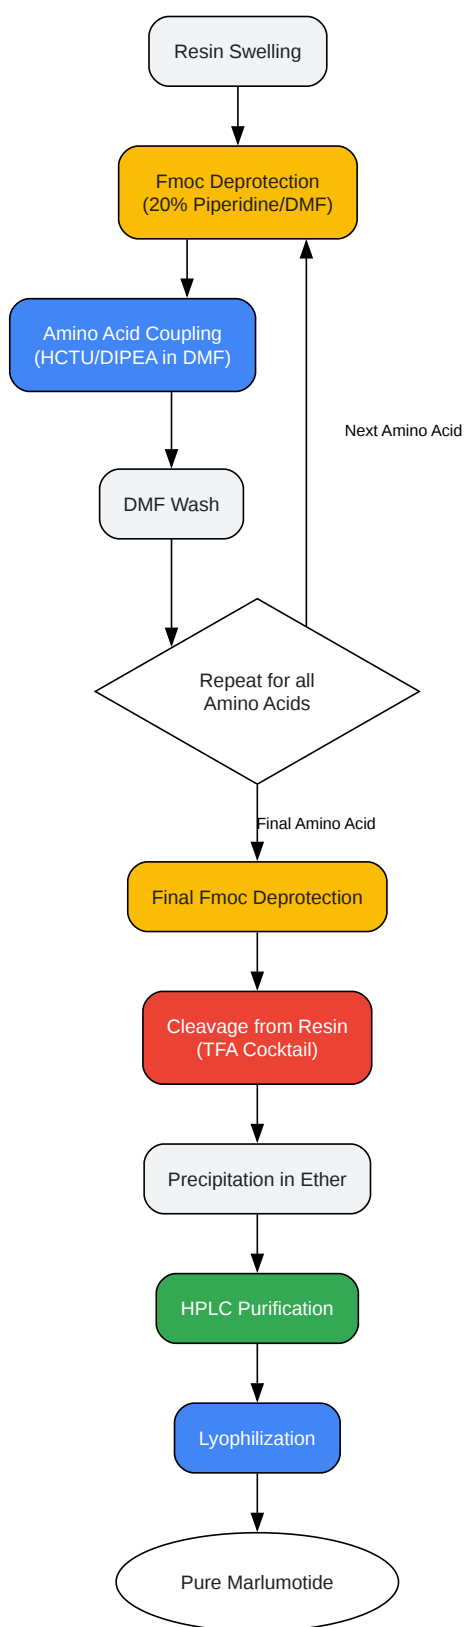 Resin Swelling
Fmoc Deprotection
(20% Piperidine/DMF)
Amino Acid Coupling
(HCTU/DIPEA in DMF)
Next Amino Acid
DMF Wash
Repeat for all
Amino Acids
Final Amino Acid
Final Fmoc Deprotection
Cleavage from Resin
(TFA Cocktail)
Precipitation in Ether
HPLC Purification
Lyophilization
Pure Marlumotide